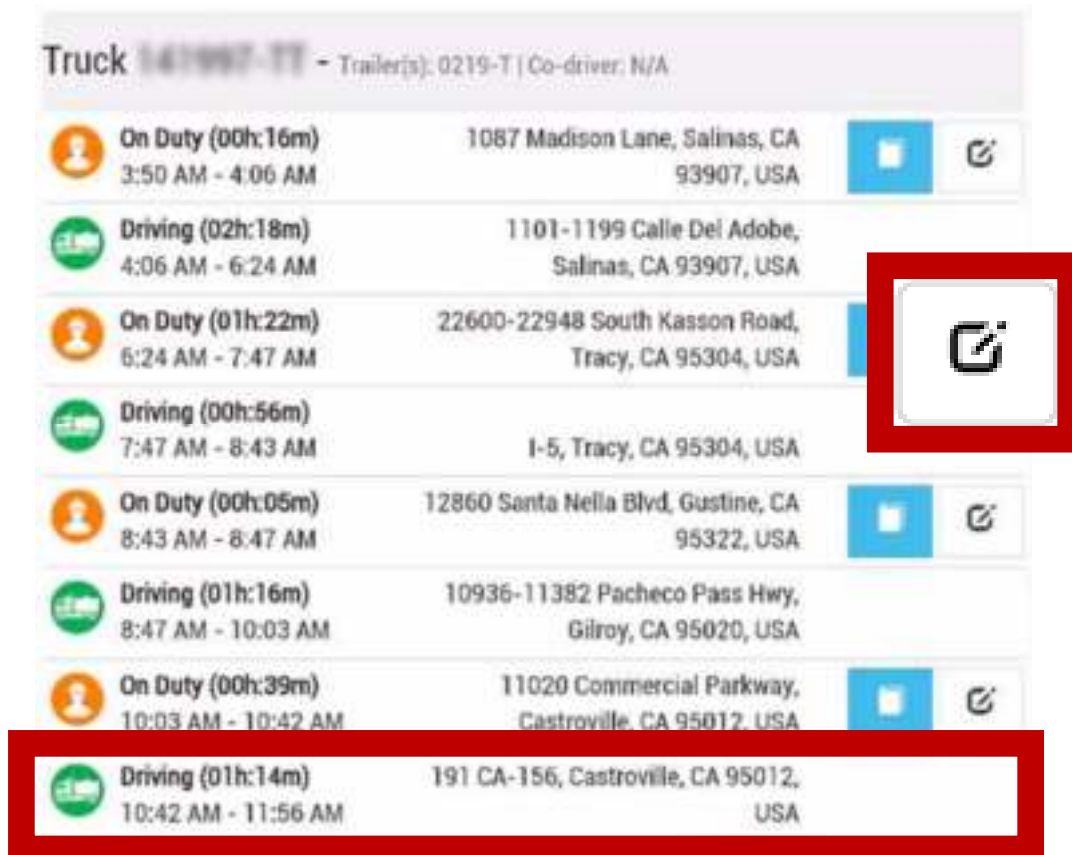 Truck - Trailer(s): 0219-T | Co-driver: N/A
On Duty (00h:16m) 1087 Madison Lane, Salinas, CA
3:50 AM - 4:06 AM 93907, USA
Driving (02h:18m) 1101-1199 Calle Del Adobe,
4:06 AM - 6:24 AM Salinas, CA 93907, USA
On Duty (01h:22m) 22600-22948 South Kasson Road,
6:24 AM - 7:47 AM Tracy, CA 95304, USA
Driving (00h:56m)
7:47 AM - 8:43 AM I-5, Tracy, CA 95304, USA
On Duty (00h:05m) 12860 Santa Nella Blvd, Gustine, CA
8:43 AM - 8:47 AM 95322, USA
Driving (01h:16m) 10936-11382 Pacheco Pass Hwy,
8:47 AM - 10:03 AM Gilroy, CA 95020, USA
On Duty (00h:39m) 11020 Commercial Parkway,
10:03 AM - 10:42 AM Castroville, CA 95012, USA
Driving (01h:14m) 191 CA-156, Castroville, CA 95012,
10:42 AM - 11:56 AM USA